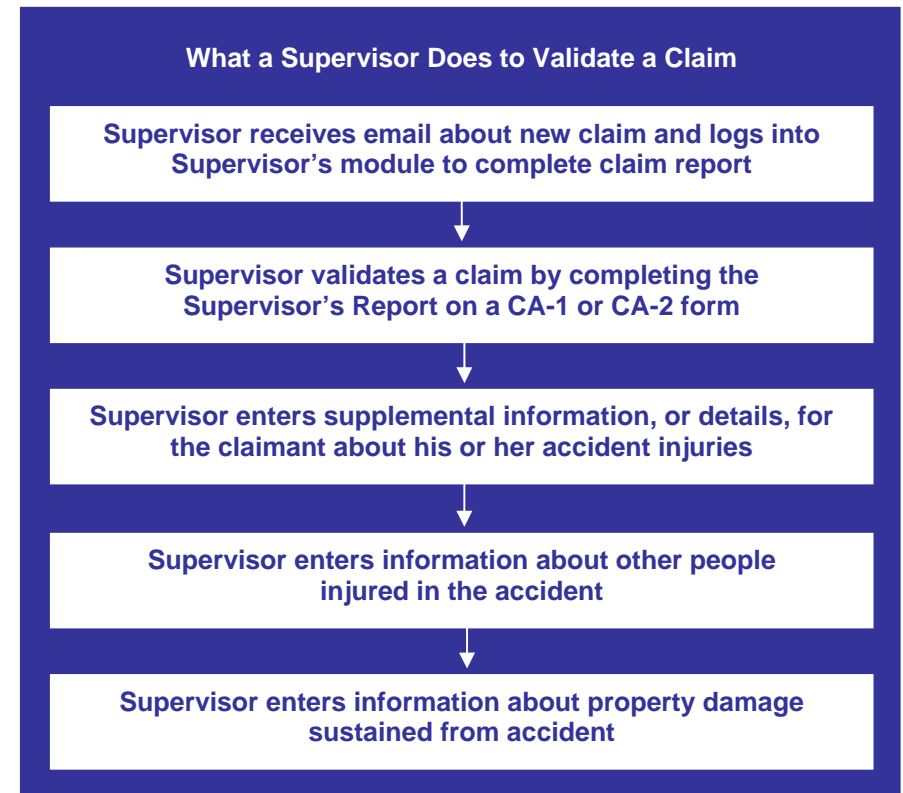 What a Supervisor Does to Validate a Claim
Supervisor receives email about new claim and logs into
Supervisor’s module to complete claim report
Supervisor validates a claim by completing the
Supervisor’s Report on a CA-1 or CA-2 form
Supervisor enters supplemental information, or details, for
the claimant about his or her accident injuries
Supervisor enters information about other people
injured in the accident
Supervisor enters information about property damage
sustained from accident